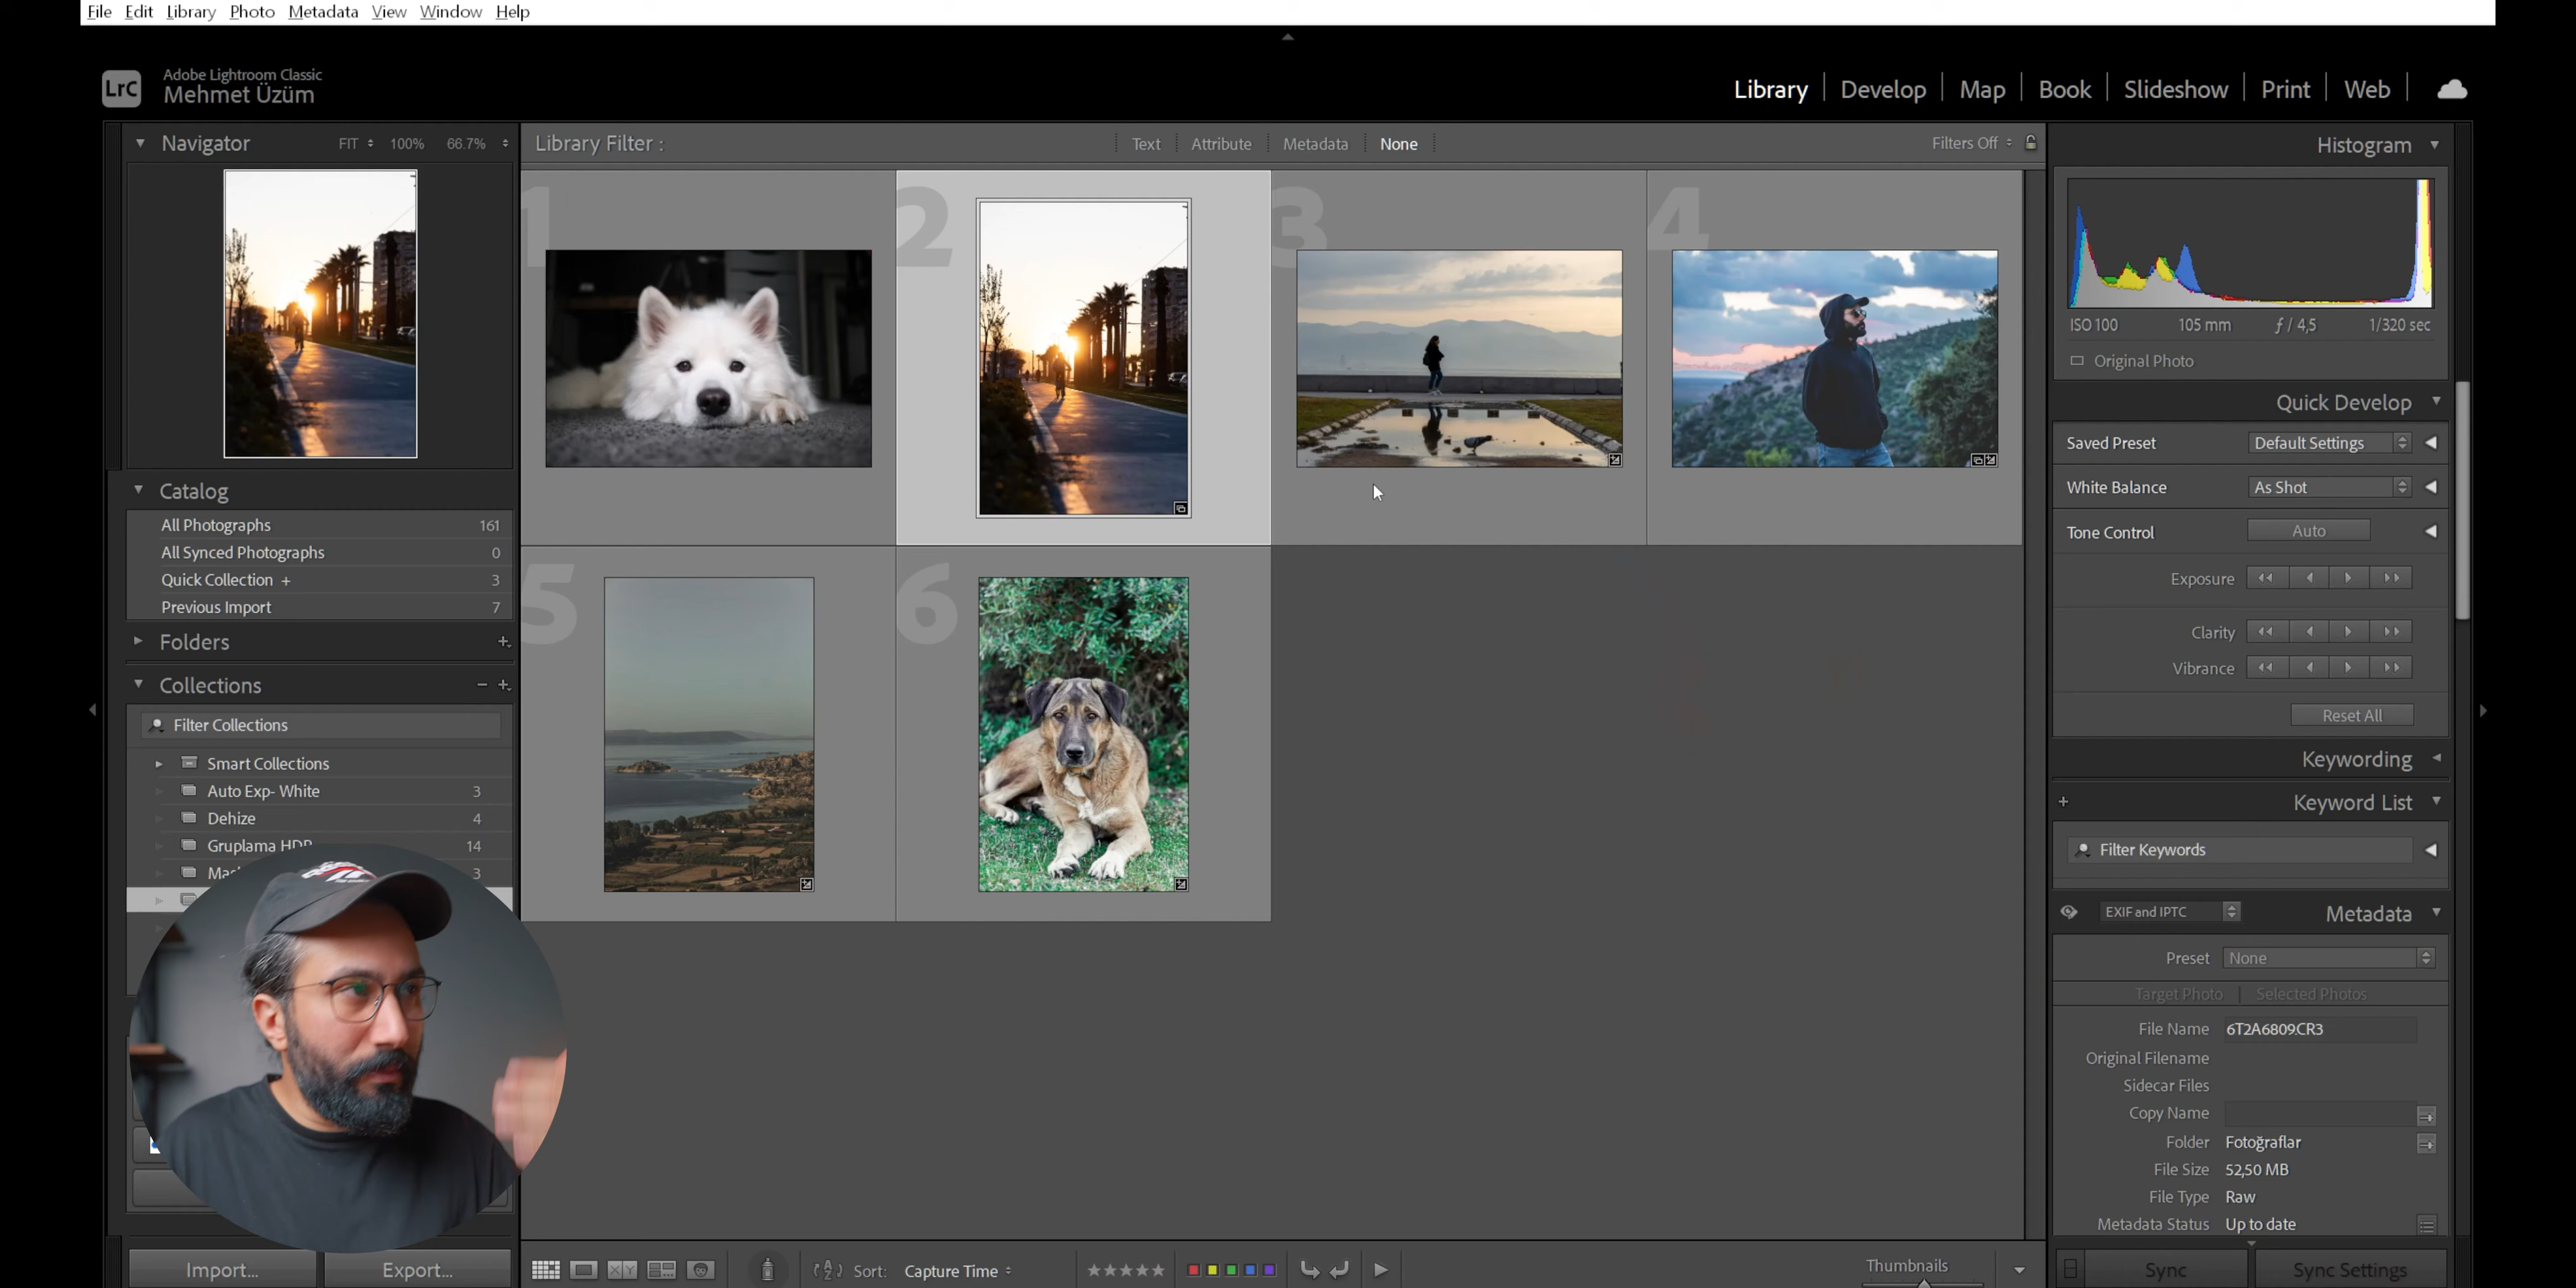 File Edit Library Photo Metadata View Window Help
LrC
Adobe Lightroom Classic
Mehmet Üzüm
Library Develop Map Book Slideshow Print Web
Navigator FIT 100% 66.7%
Library Filter : Text Attribute Metadata None Filters Off
1 2 3 4
5 6
Catalog
All Photographs 161
All Synced Photographs 0
Quick Collection + 3
Previous Import 7
Folders +
Collections − +
Filter Collections
Smart Collections
Auto Exp- White 3
Dehize 4
Gruplama HDR 14
3
Import... Export...
Sort: Capture Time
Thumbnails
Histogram
ISO 100 105 mm ƒ / 4,5 1/320 sec
Original Photo
Quick Develop
Saved Preset Default Settings
White Balance As Shot
Tone Control Auto
Exposure
Clarity
Vibrance
Reset All
Keywording
+ Keyword List
Filter Keywords
EXIF and IPTC Metadata
Preset None
Target Photo Selected Photos
File Name 6T2A6809.CR3
Original Filename
Sidecar Files
Copy Name
Folder Fotoğraflar
File Size 52,50 MB
File Type Raw
Metadata Status Up to date
Sync Sync Settings